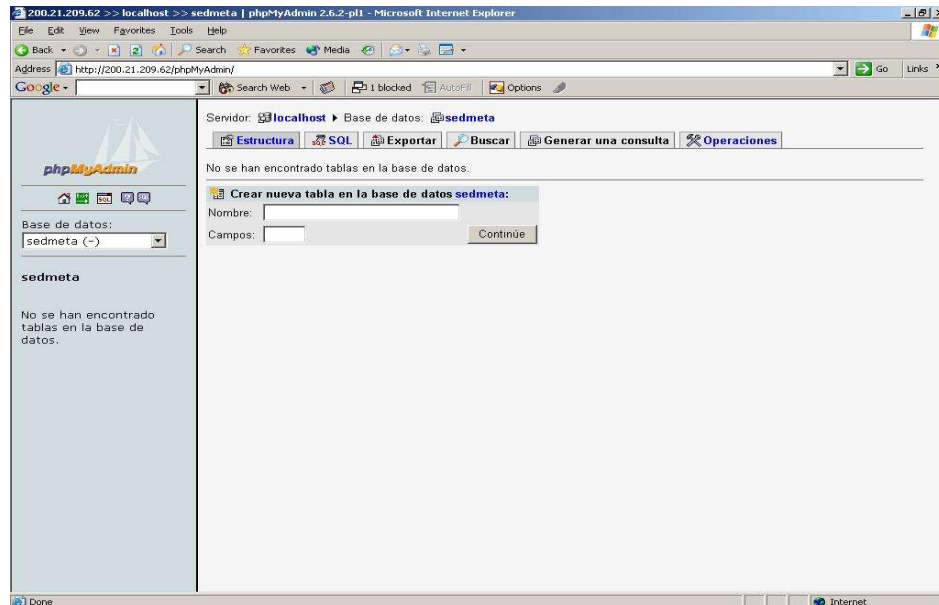 200.21.209.62 >> localhost >> sedmeta | phpMyAdmin 2.6.2-pl1 - Microsoft Internet Explorer
File Edit View Favorites Tools Help
Back Search Favorites Media
Address http://200.21.209.62/phpMyAdmin/ Go Links
Google Search Web 1 blocked AutoFill Options
phpMyAdmin
SQL
Base de datos:
sedmeta (-)
sedmeta
No se han encontrado
tablas en la base de
datos.
Servidor: localhost Base de datos: sedmeta
Estructura SQL Exportar Buscar Generar una consulta Operaciones
No se han encontrado tablas en la base de datos.
Crear nueva tabla en la base de datos sedmeta:
Nombre:
Campos: Continúe
Done Internet